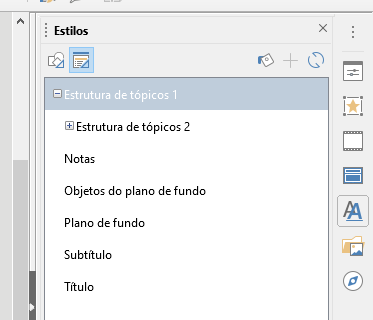 Estilos
Estrutura de tópicos 1
Estrutura de tópicos 2
Notas
Objetos do plano de fundo
Plano de fundo
Subtítulo
Título